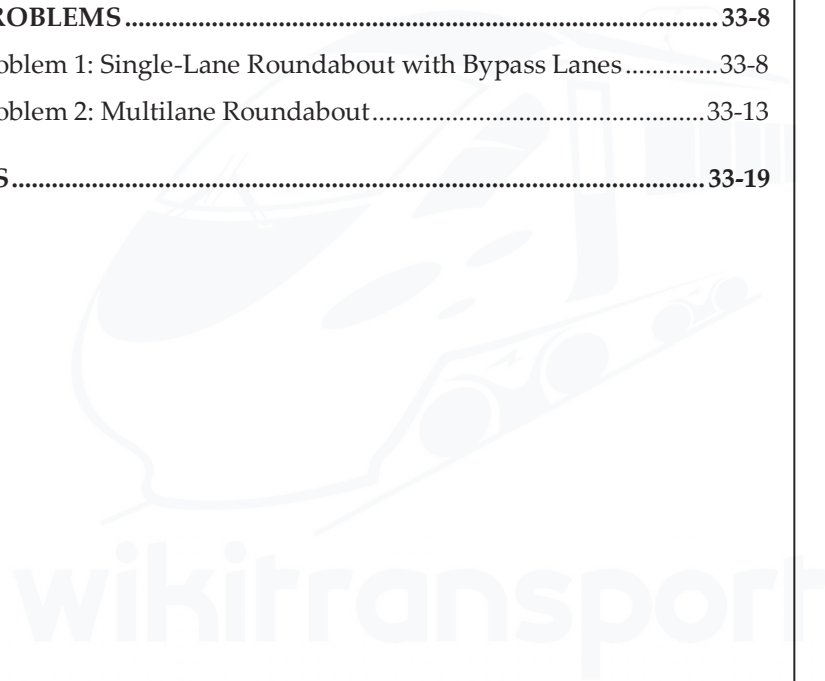 ROBLEMS.......................................................................................... 33-8
oblem 1: Single-Lane Roundabout with Bypass Lanes..............33-8
oblem 2: Multilane Roundabout.....................................................33-13
S.......................................................................................................... 33-19
wikitransport